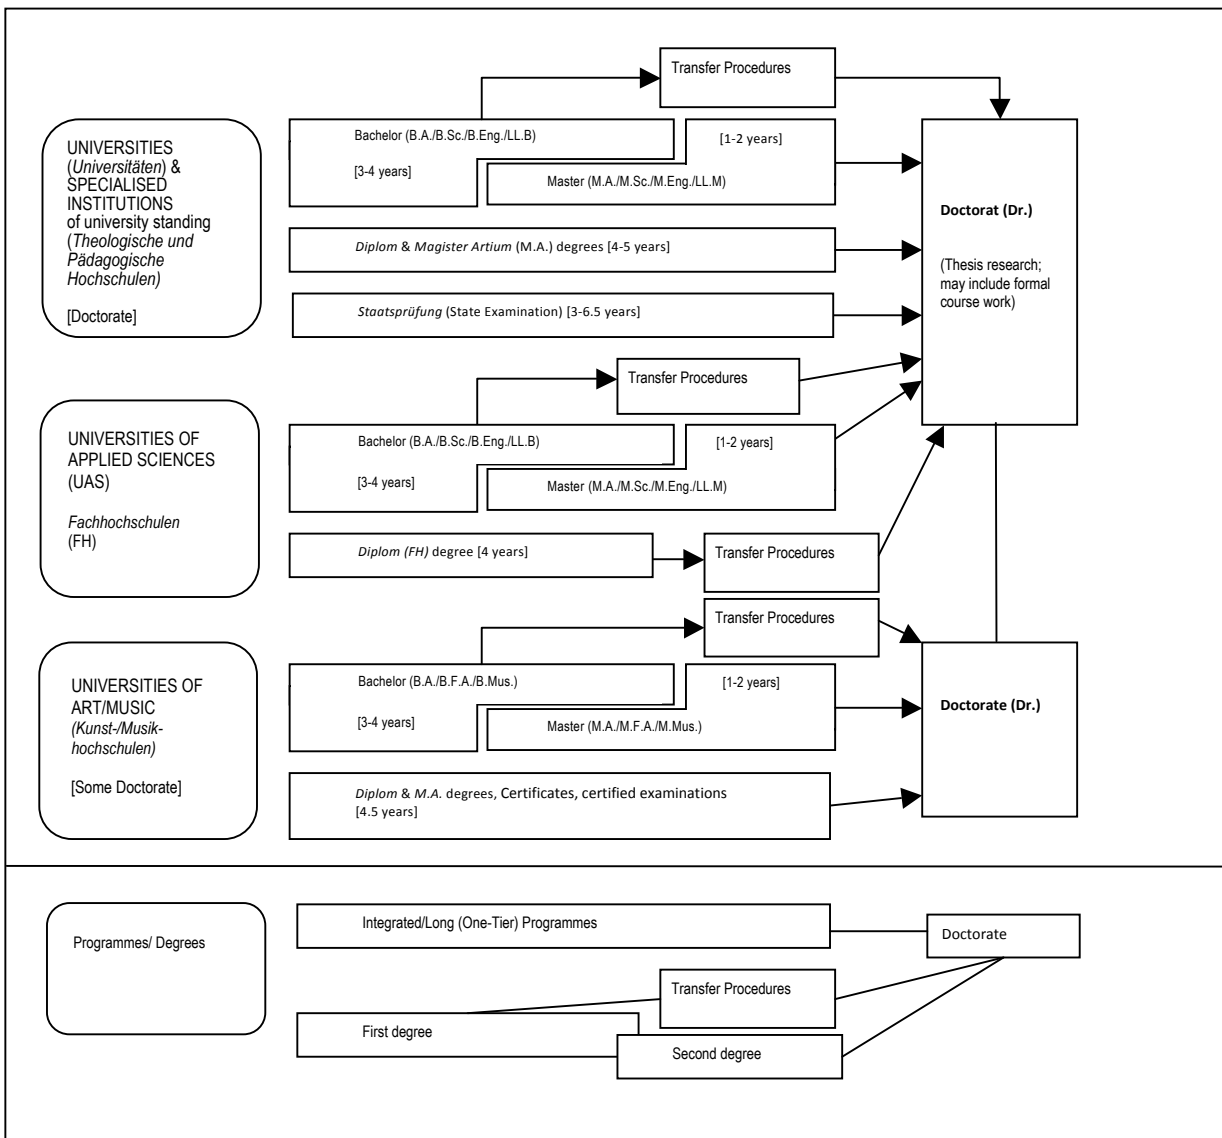 Transfer Procedures
UNIVERSITIES
(Universitäten) &
SPECIALISED
INSTITUTIONS
of university standing
(Theologische und
Pädagogische
Hochschulen)
[Doctorate]
Bachelor (B.A./B.Sc./B.Eng./LL.B)
[3-4 years]
[1-2 years]
Master (M.A./M.Sc./M.Eng./LL.M)
Diplom & Magister Artium (M.A.) degrees [4-5 years]
Staatsprüfung (State Examination) [3-6.5 years]
Doctorat (Dr.)
(Thesis research;
may include formal
course work)
Transfer Procedures
UNIVERSITIES OF
APPLIED SCIENCES
(UAS)
Fachhochschulen
(FH)
Bachelor (B.A./B.Sc./B.Eng./LL.B)
[3-4 years]
[1-2 years]
Master (M.A./M.Sc./M.Eng./LL.M)
Diplom (FH) degree [4 years]
Transfer Procedures
Transfer Procedures
UNIVERSITIES OF
ART/MUSIC
(Kunst-/Musik-
hochschulen)
[Some Doctorate]
Bachelor (B.A./B.F.A./B.Mus.)
[3-4 years]
[1-2 years]
Master (M.A./M.F.A./M.Mus.)
Diplom & M.A. degrees, Certificates, certified examinations
[4.5 years]
Doctorate (Dr.)
Programmes/ Degrees
Integrated/Long (One-Tier) Programmes
Doctorate
Transfer Procedures
First degree
Second degree